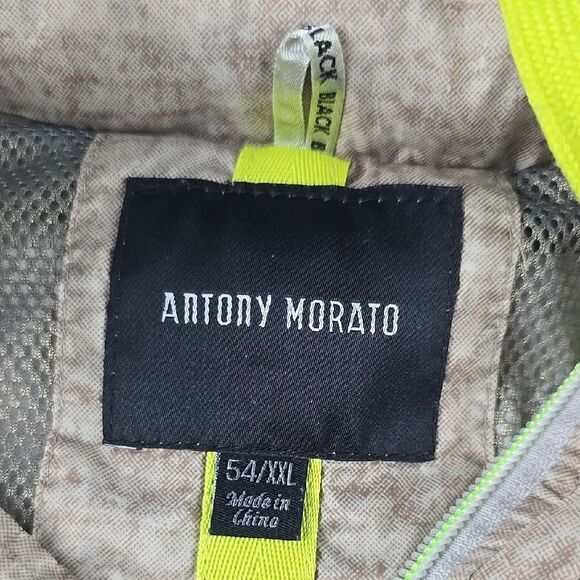 BLACK BLACK B
ANTONY MORATO
54/XXL
Made in
China